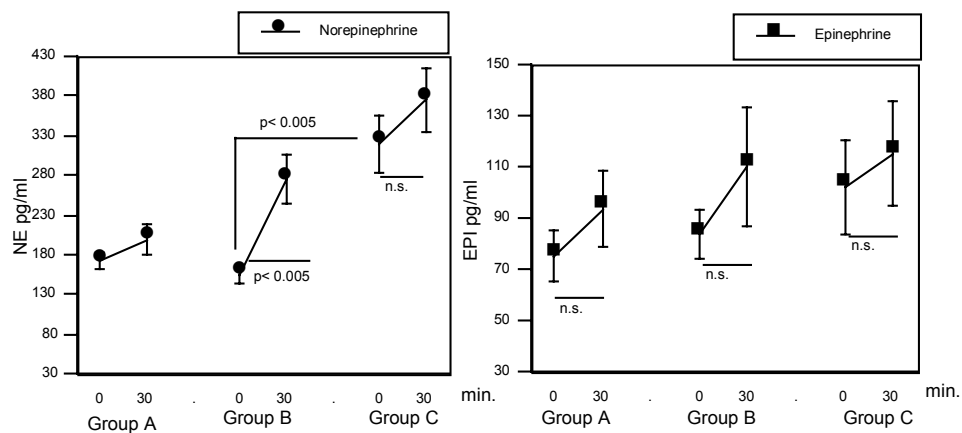 Norepinephrine
430
380
330
280
230
180
130
80
30
NE pg/ml
p< 0.005
p< 0.005
n.s.
0 30 . 0 30 . 0 30 min.
Group A Group B Group C
Epinephrine
150
130
110
90
70
50
30
EPI pg/ml
n.s.
n.s.
n.s.
0 30 . 0 30 . 0 30 min.
Group A Group B Group C